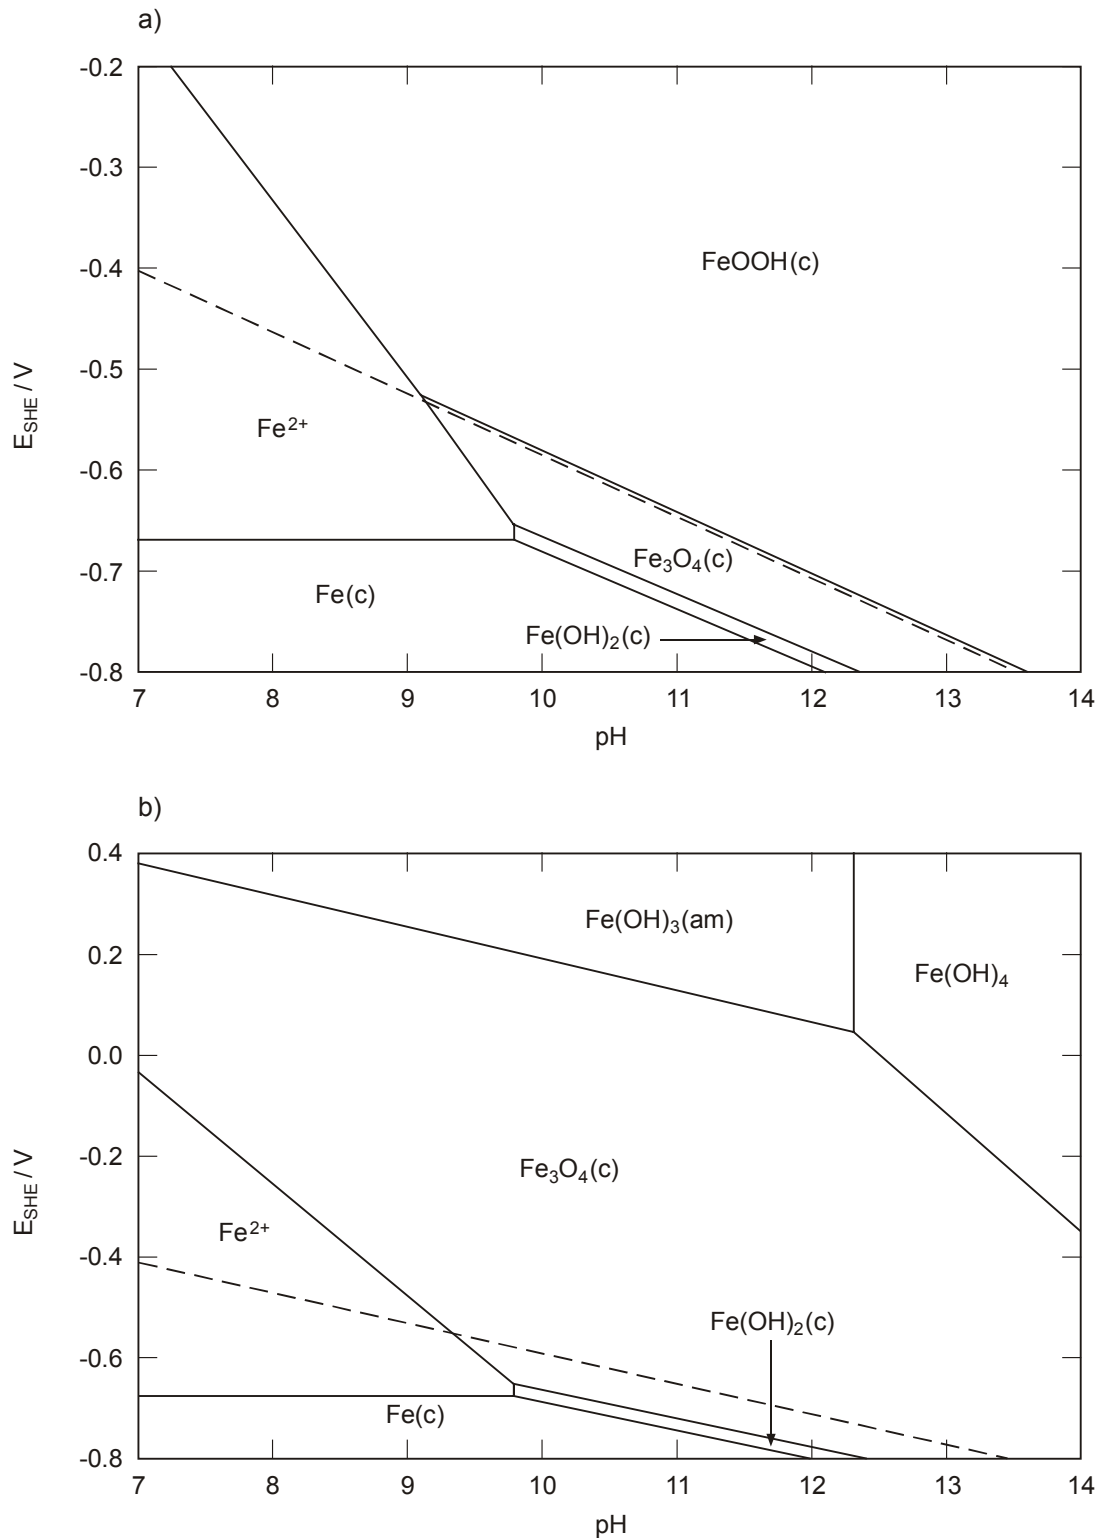 a)
-0.2
-0.3
-0.4
-0.5
-0.6
-0.7
-0.8
E_SHE / V
FeOOH(c)
Fe²⁺
Fe₃O₄(c)
Fe(c)
Fe(OH)₂(c)
7 8 9 10 11 12 13 14
pH
b)
0.4
0.2
0.0
-0.2
-0.4
-0.6
-0.8
E_SHE / V
Fe(OH)₃(am)
Fe(OH)₄
Fe₃O₄(c)
Fe²⁺
Fe(OH)₂(c)
Fe(c)
7 8 9 10 11 12 13 14
pH